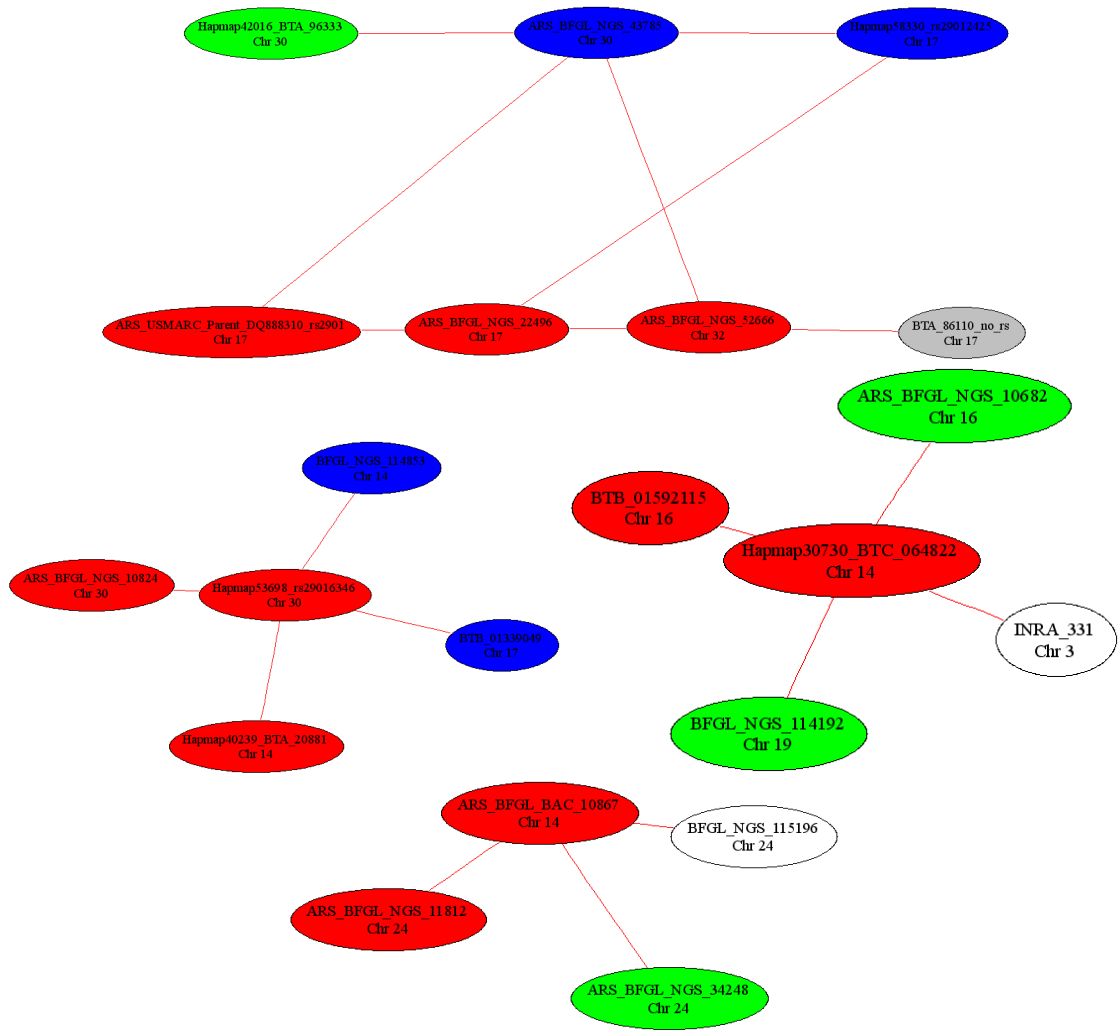 Hapmap42016_BTA_96333
Chr 30
ARS_BFGL_NGS_43785
Chr 30
Hapmap58330_rs29012425
Chr 17
ARS_USMARC_Parent_DQ888310_rs2901
Chr 17
ARS_BFGL_NGS_22496
Chr 17
ARS_BFGL_NGS_52666
Chr 32
BTA_86110_no_rs
Chr 17
ARS_BFGL_NGS_10682
Chr 16
BFGL_NGS_114853
Chr 14
BTB_01592115
Chr 16
Hapmap30730_BTC_064822
Chr 14
ARS_BFGL_NGS_10824
Chr 30
Hapmap53698_rs29016346
Chr 30
INRA_331
Chr 3
BTB_01339049
Chr 17
BFGL_NGS_114192
Chr 19
Hapmap40239_BTA_20881
Chr 14
ARS_BFGL_BAC_10867
Chr 14
BFGL_NGS_115196
Chr 24
ARS_BFGL_NGS_11812
Chr 24
ARS_BFGL_NGS_34248
Chr 24